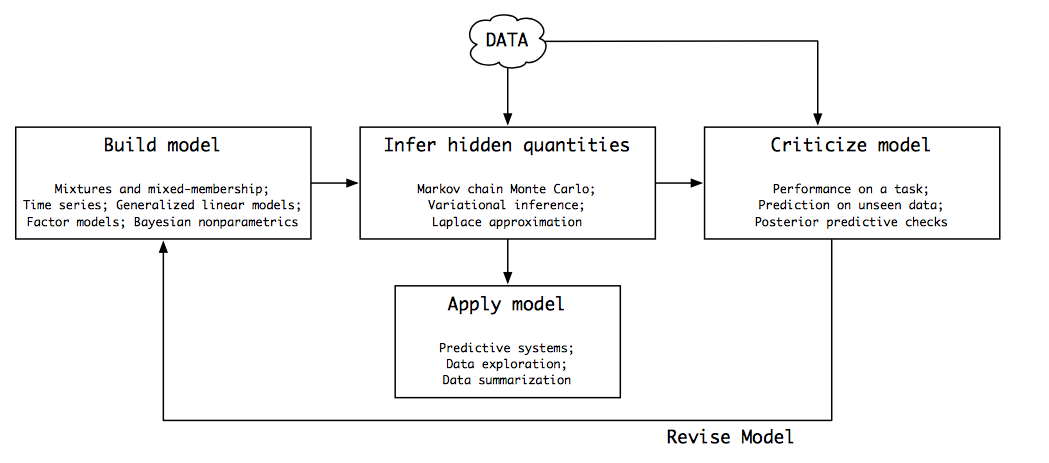 DATA
Build model
Mixtures and mixed-membership;
Time series; Generalized linear models;
Factor models; Bayesian nonparametrics
Infer hidden quantities
Markov chain Monte Carlo;
Variational inference;
Laplace approximation
Criticize model
Performance on a task;
Prediction on unseen data;
Posterior predictive checks
Apply model
Predictive systems;
Data exploration;
Data summarization
Revise Model